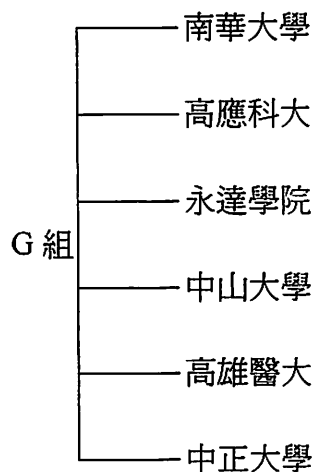 南華大學
高應科大
永達學院
G 組
中山大學
高雄醫大
中正大學